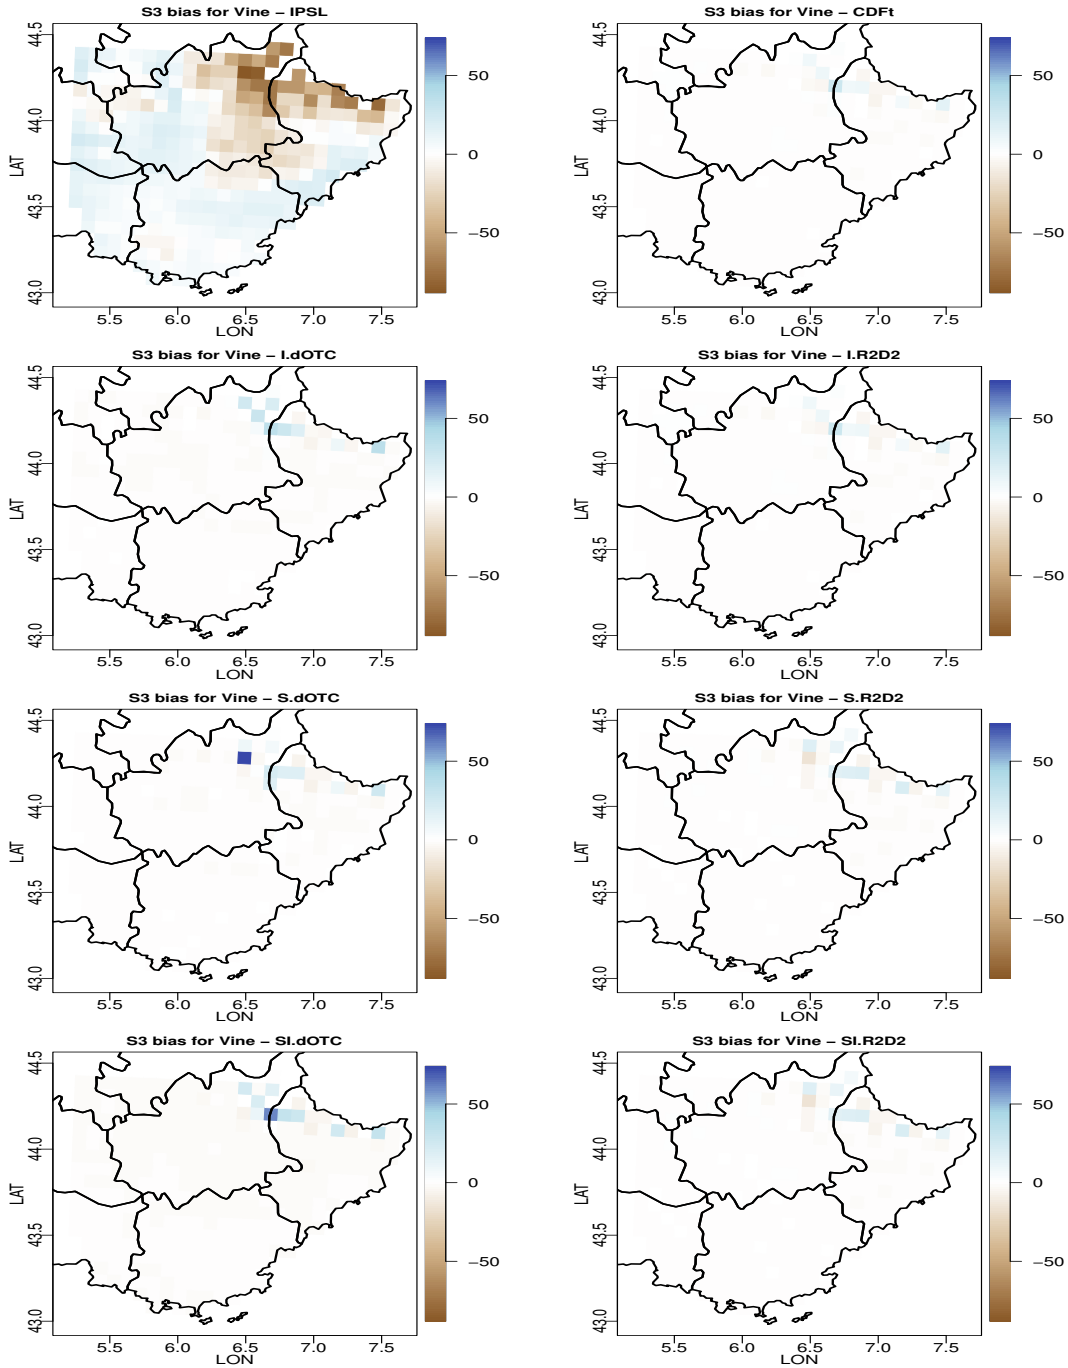 S3 bias for Vine − IPSL
LAT
44.5
44.0
43.5
43.0
5.5 6.0 6.5 7.0 7.5
LON
50
0
−50
S3 bias for Vine − CDFt
LAT
44.5
44.0
43.5
43.0
5.5 6.0 6.5 7.0 7.5
LON
50
0
−50
S3 bias for Vine − I.dOTC
LAT
44.5
44.0
43.5
43.0
5.5 6.0 6.5 7.0 7.5
LON
50
0
−50
S3 bias for Vine − I.R2D2
LAT
44.5
44.0
43.5
43.0
5.5 6.0 6.5 7.0 7.5
LON
50
0
−50
S3 bias for Vine − S.dOTC
LAT
44.5
44.0
43.5
43.0
5.5 6.0 6.5 7.0 7.5
LON
50
0
−50
S3 bias for Vine − S.R2D2
LAT
44.5
44.0
43.5
43.0
5.5 6.0 6.5 7.0 7.5
LON
50
0
−50
S3 bias for Vine − SI.dOTC
LAT
44.5
44.0
43.5
43.0
5.5 6.0 6.5 7.0 7.5
LON
50
0
−50
S3 bias for Vine − SI.R2D2
LAT
44.5
44.0
43.5
43.0
5.5 6.0 6.5 7.0 7.5
LON
50
0
−50